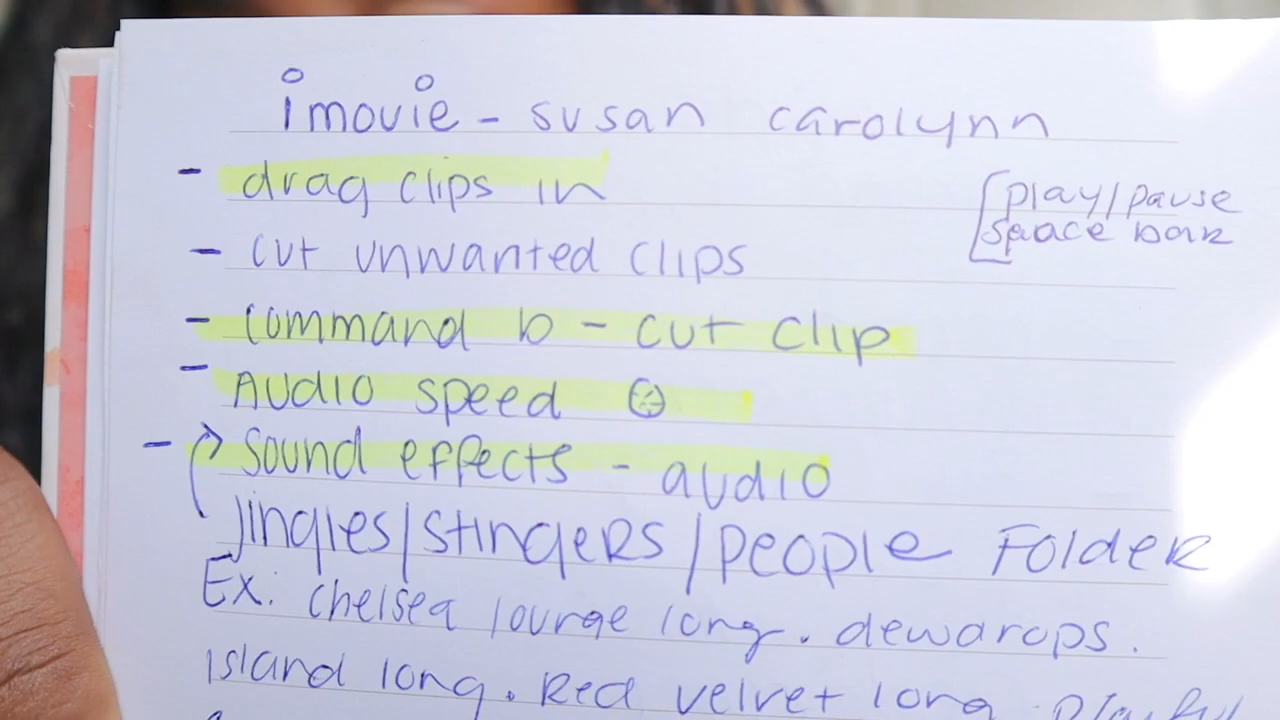 imovie - susan carolynn
- drag clips in
[play/pause
space bar
- cut unwanted clips
- command b - cut clip
- Audio speed
- sound effects - audio
Jingles/stingers/people Folder
Ex: chelsea lounge long. dewdrops.
Island long. Red velvet long. playful